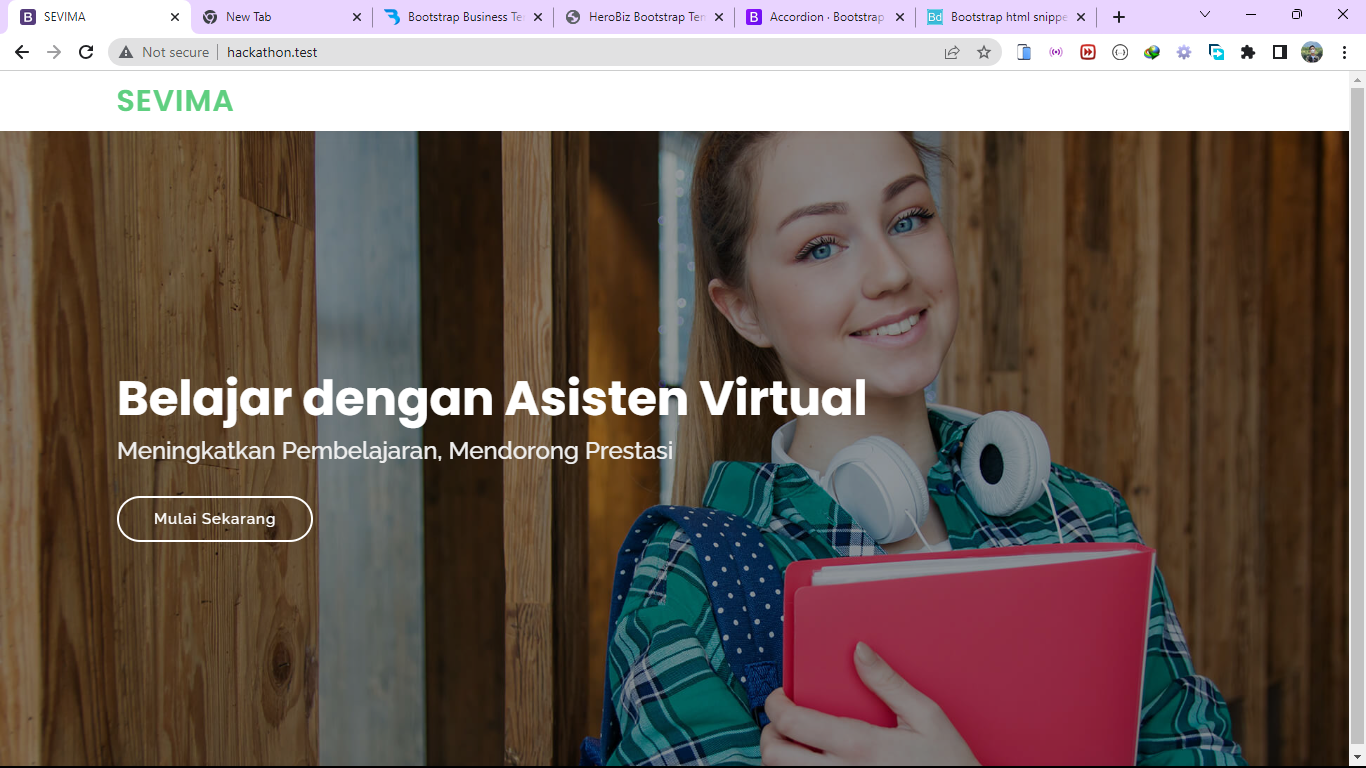 SEVIMA
New Tab
Bootstrap Business Te
HeroBiz Bootstrap Tem
Accordion · Bootstrap
Bootstrap html snippe
Not secure
hackathon.test
SEVIMA
Belajar dengan Asisten Virtual
Meningkatkan Pembelajaran, Mendorong Prestasi
Mulai Sekarang